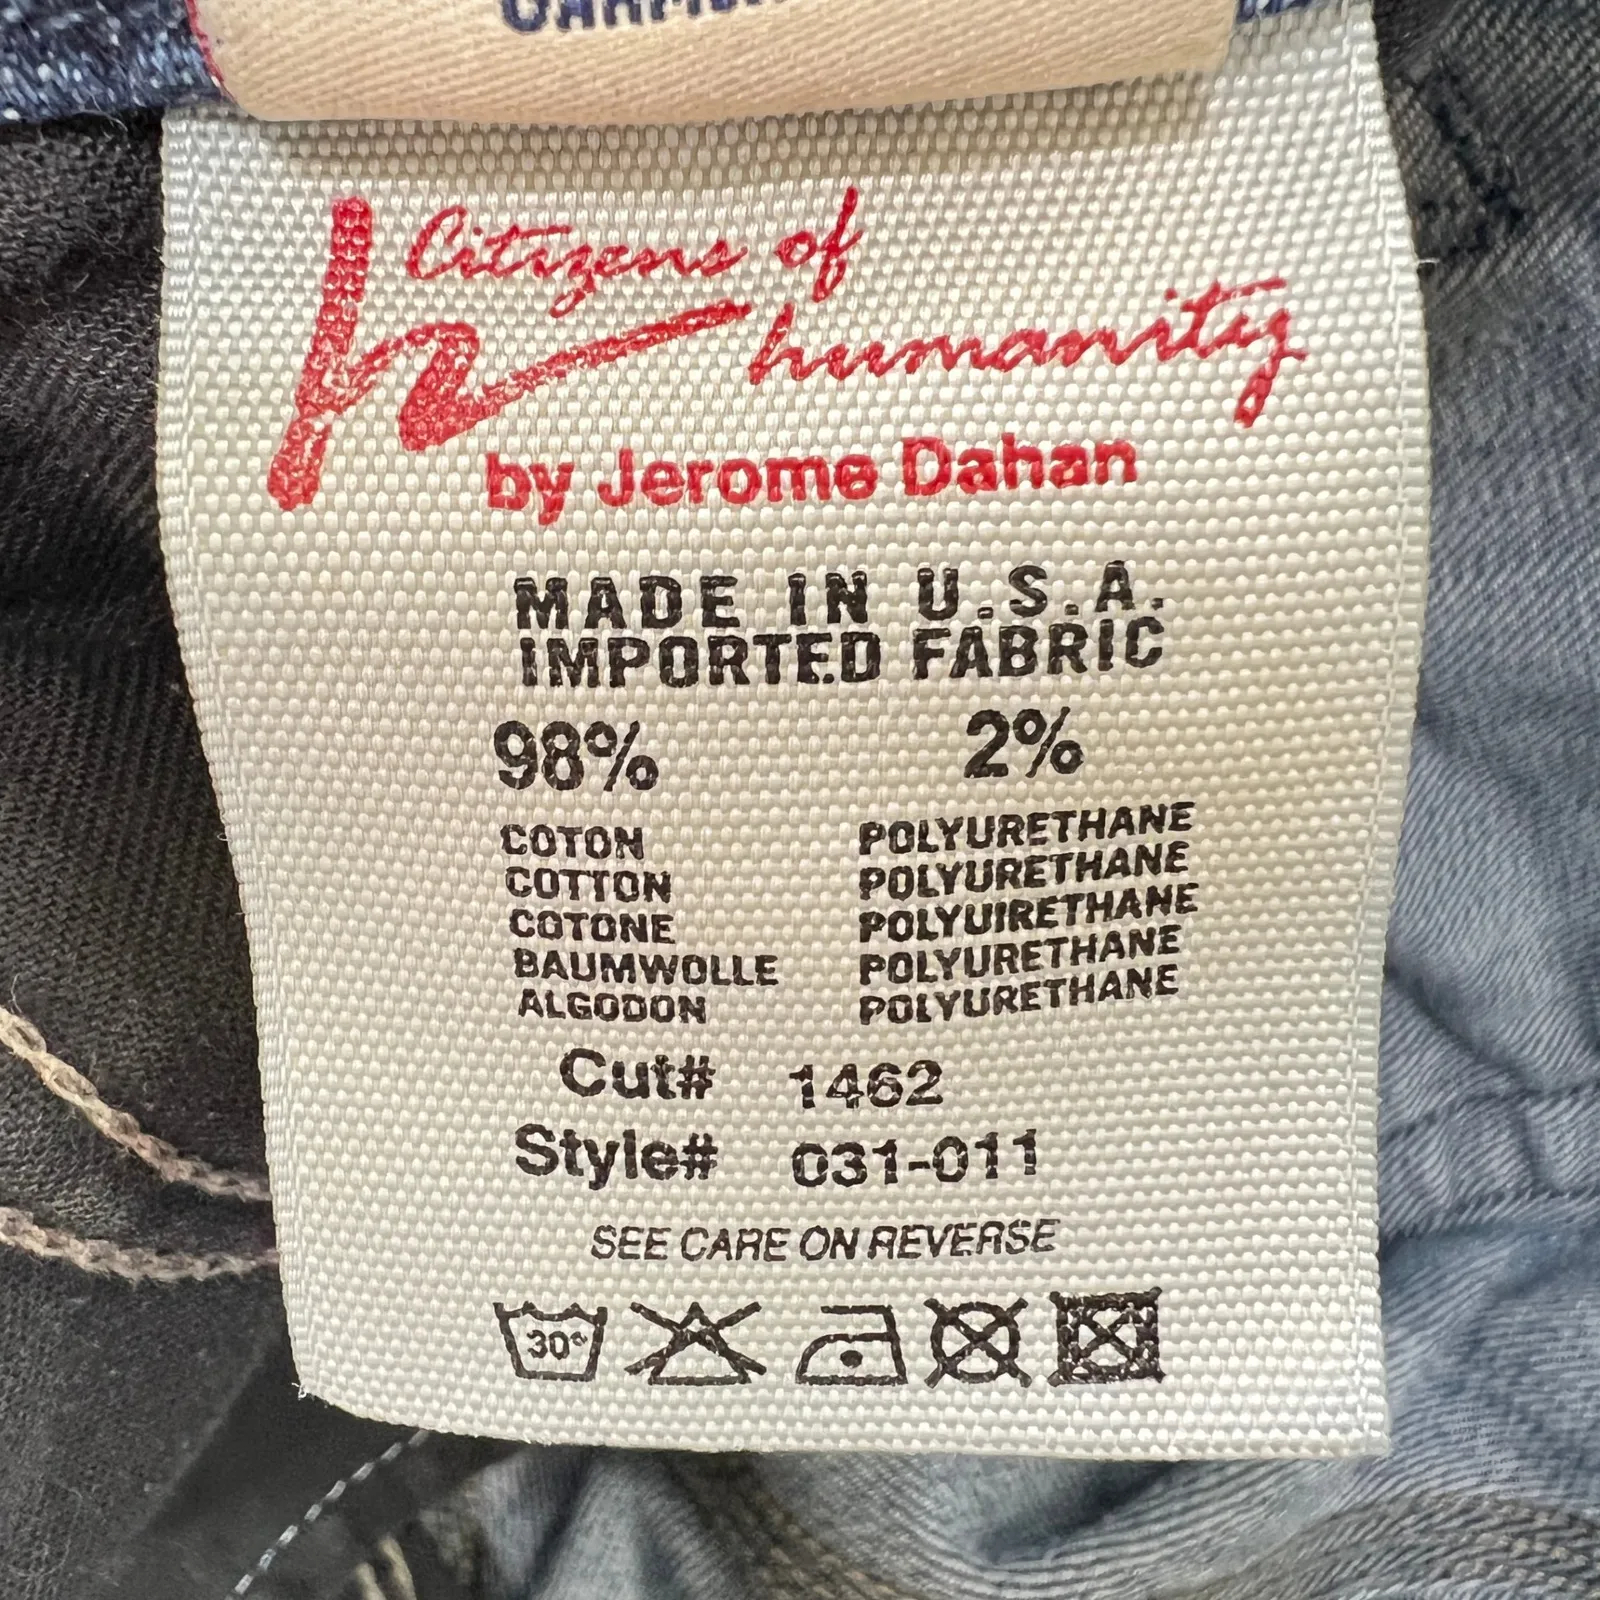 Citizens of
humanity
by Jerome Dahan
MADE IN U.S.A.
IMPORTED FABRIC
98% 2%
COTON POLYURETHANE
COTTON POLYURETHANE
COTONE POLYUIRETHANE
BAUMWOLLE POLYURETHANE
ALGODON POLYURETHANE
Cut# 1462
Style# 031-011
SEE CARE ON REVERSE
30°